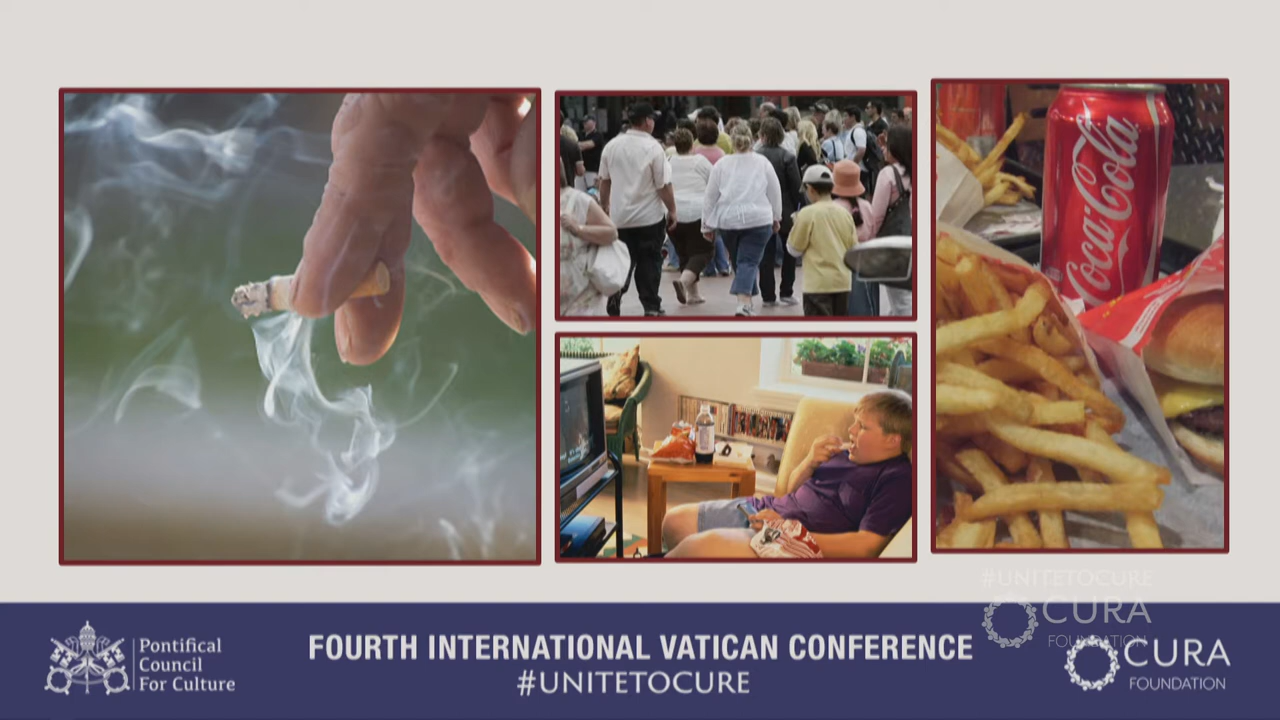 Coca-Cola
#UNITETOCURE
CURA
FOUNDATION
Pontifical
Council
For Culture
FOURTH INTERNATIONAL VATICAN CONFERENCE
#UNITETOCURE
CURA
FOUNDATION